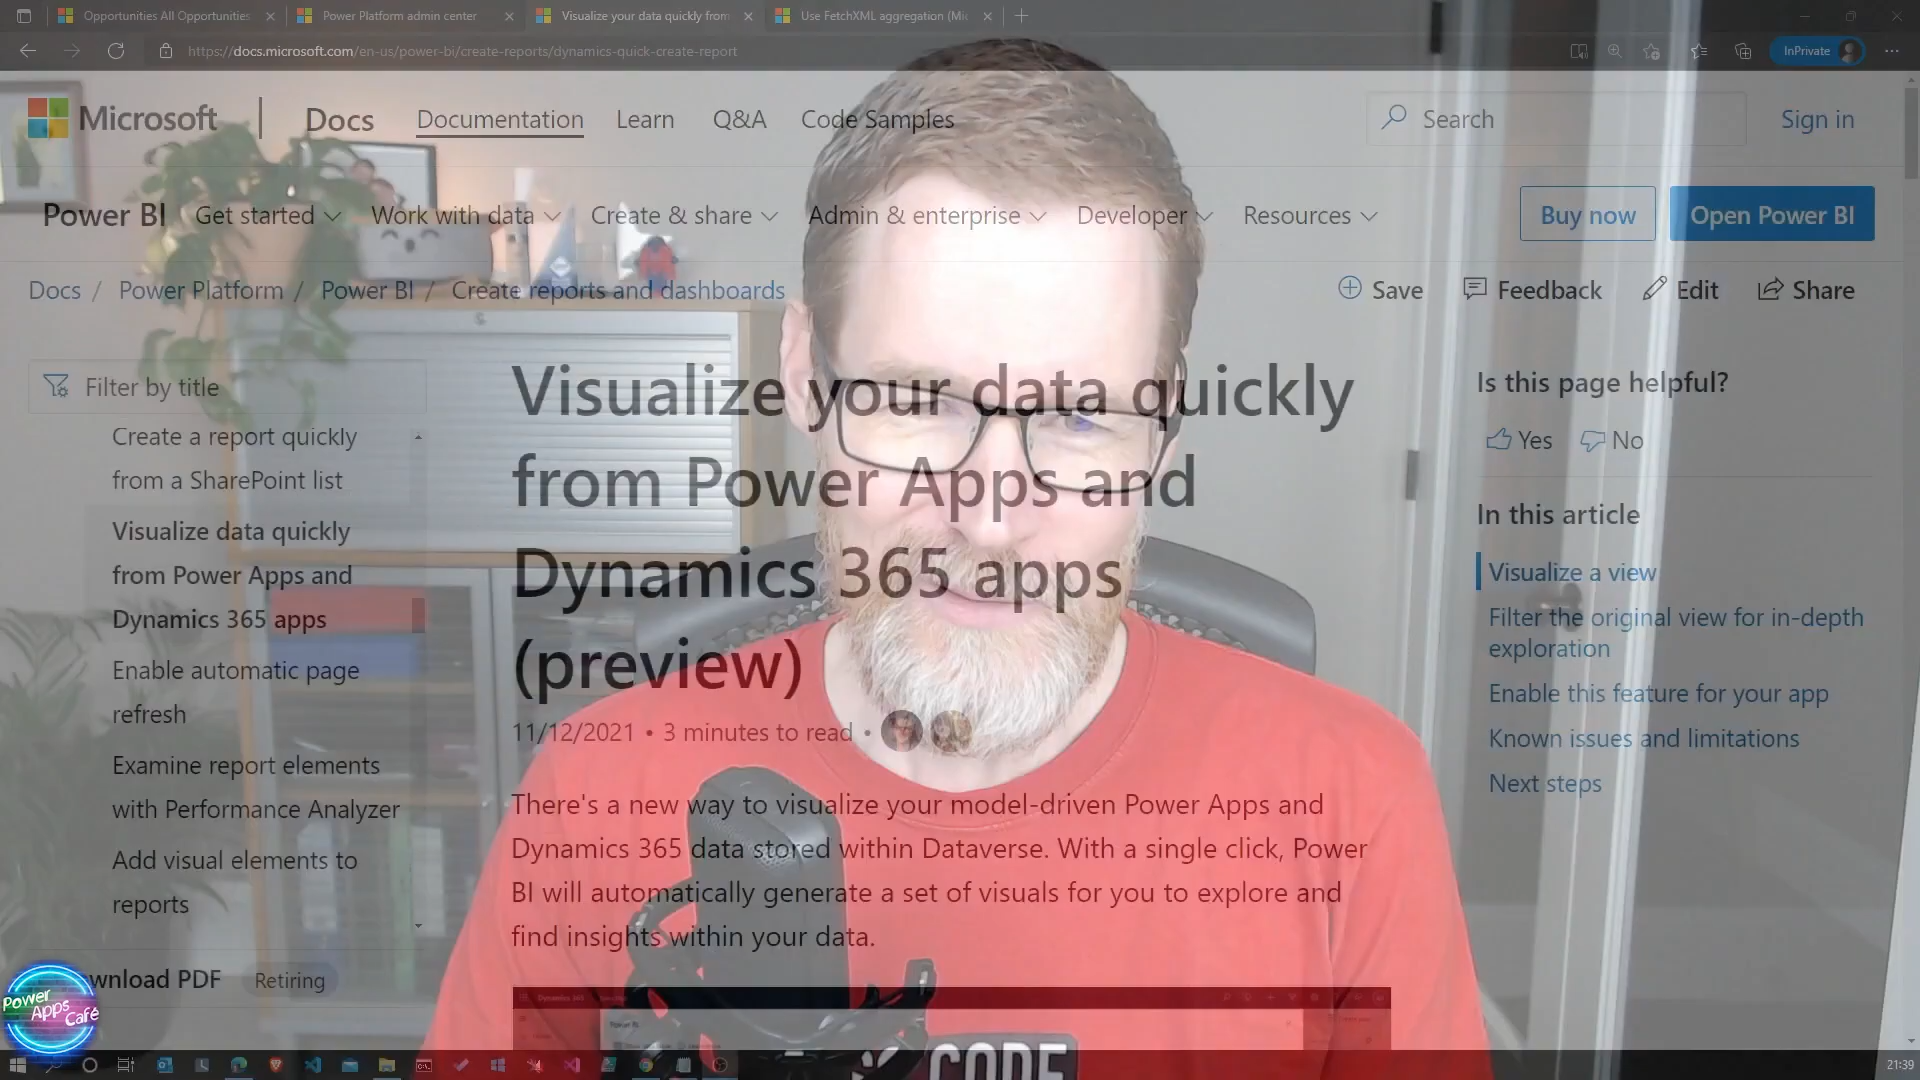 Opportunities All Opportunities
Power Platform admin center
Visualize your data quickly from
Use FetchXML aggregation (Mic
https://docs.microsoft.com/en-us/power-bi/create-reports/dynamics-quick-create-report
InPrivate
Microsoft
Docs
Documentation
Learn
Q&A
Code Samples
Search
Sign in
Power BI
Get started
Work with data
Create & share
Admin & enterprise
Developer
Resources
Buy now
Open Power BI
Docs / Power Platform / Power BI / Create reports and dashboards
Save
Feedback
Edit
Share
Filter by title
Create a report quickly
from a SharePoint list
Visualize data quickly
from Power Apps and
Dynamics 365 apps
Enable automatic page
refresh
Examine report elements
with Performance Analyzer
Add visual elements to
reports
wnload PDF
Retiring
Visualize your data quickly
from Power Apps and
Dynamics 365 apps
(preview)
11/12/2021 • 3 minutes to read •
There's a new way to visualize your model-driven Power Apps and
Dynamics 365 data stored within Dataverse. With a single click, Power
BI will automatically generate a set of visuals for you to explore and
find insights within your data.
Dynamics 365
Power BI
Is this page helpful?
Yes
No
In this article
Visualize a view
Filter the original view for in-depth
exploration
Enable this feature for your app
Known issues and limitations
Next steps
Power
Apps
Café
CODE
21:39